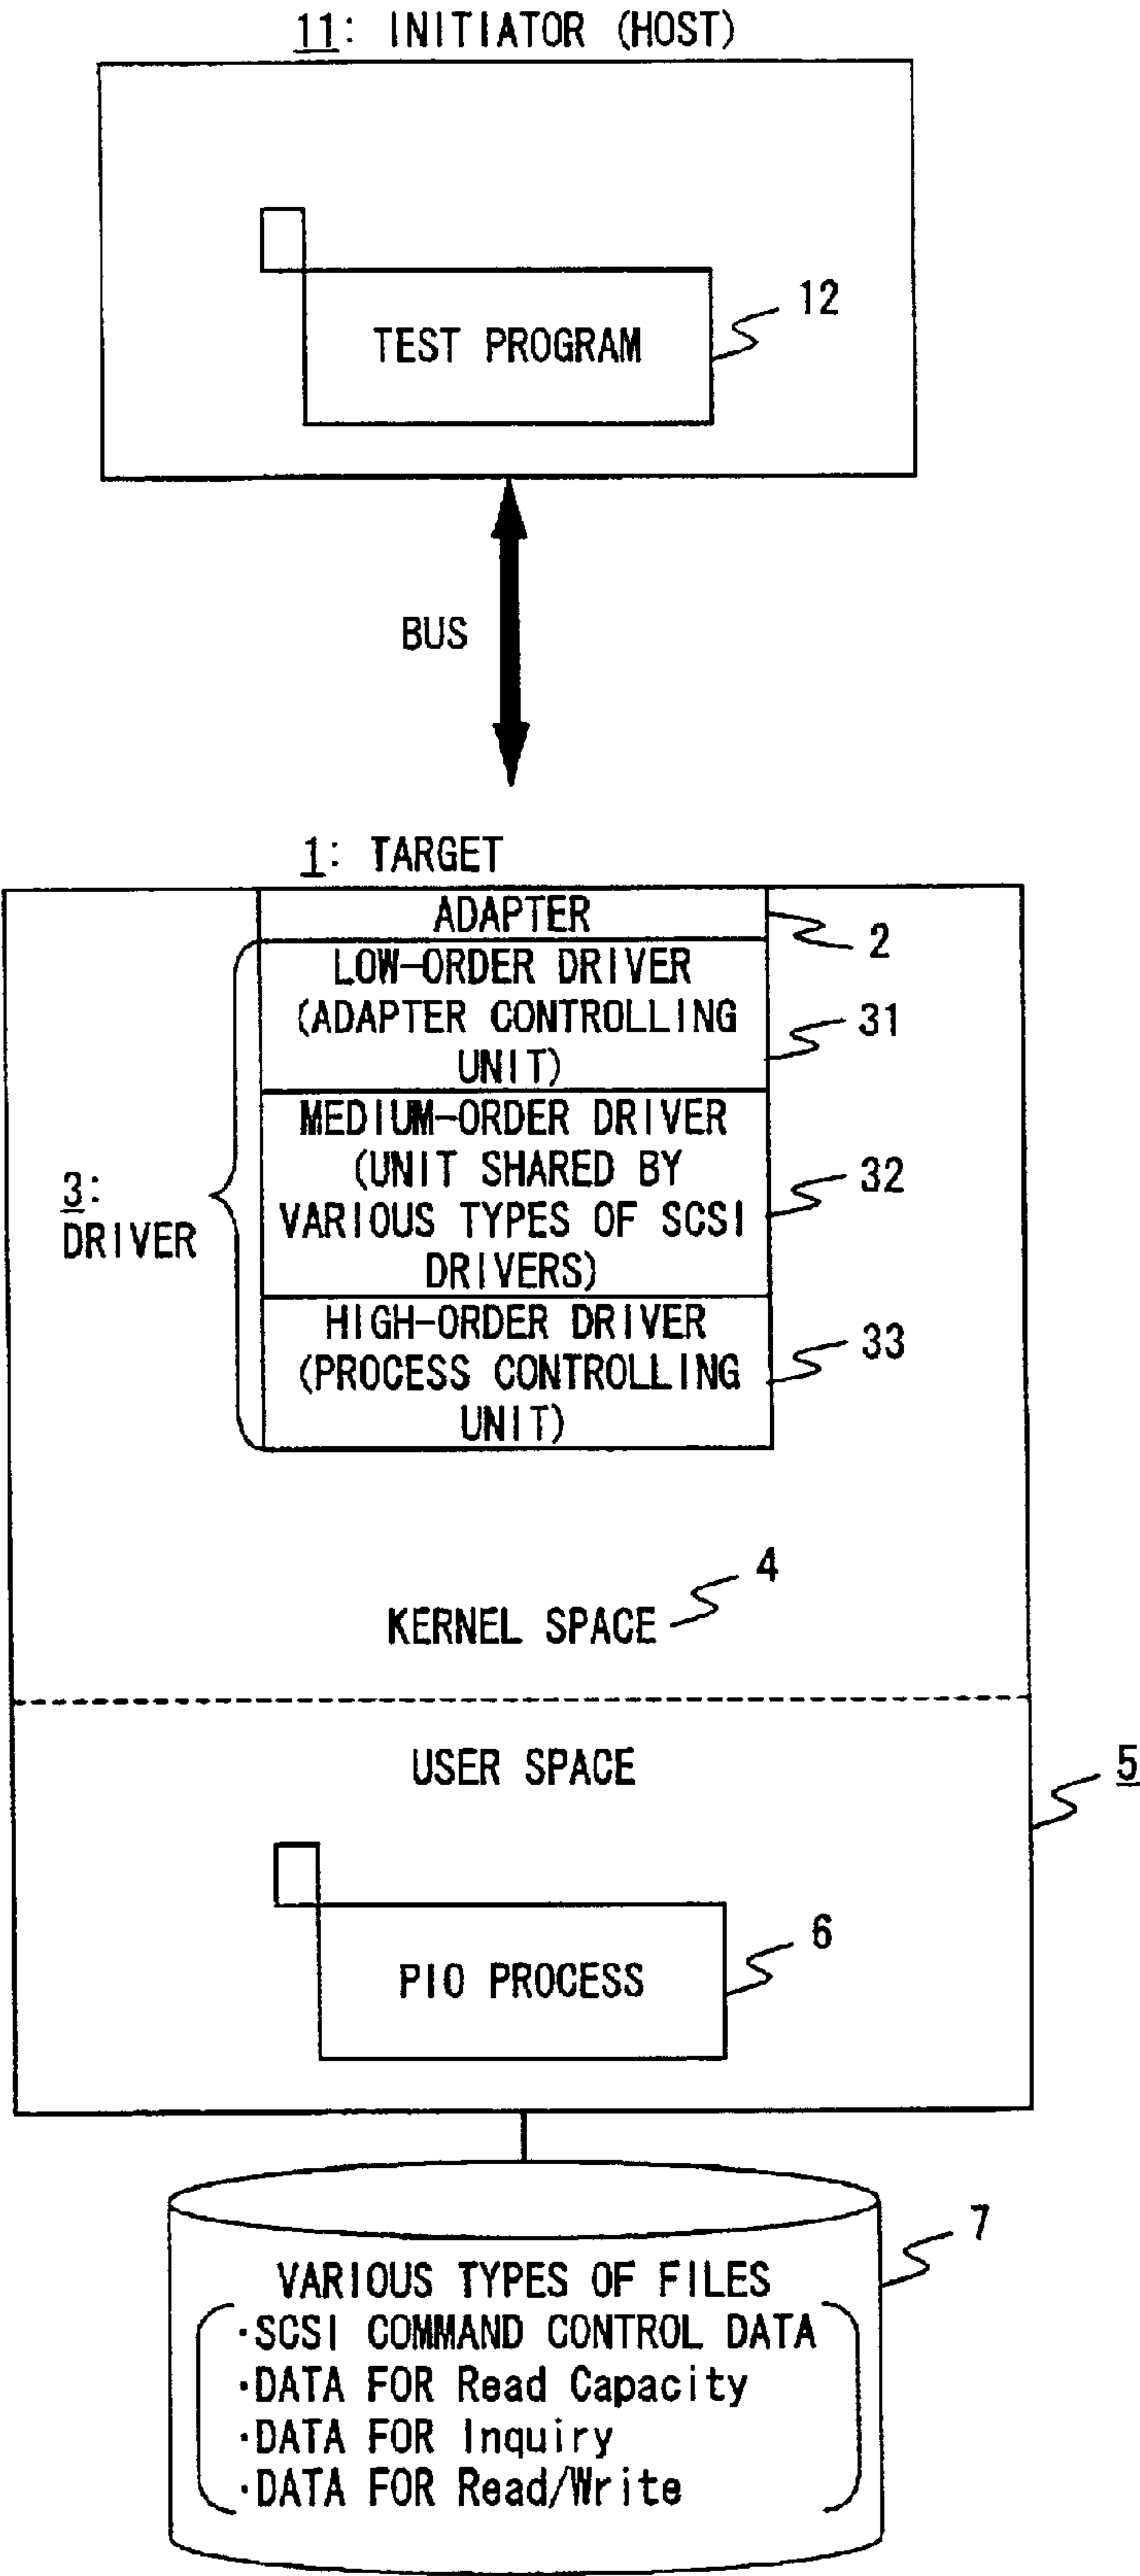 11: INITIATOR (HOST)
12
TEST PROGRAM
BUS
1: TARGET
ADAPTER
2
LOW-ORDER DRIVER
(ADAPTER CONTROLLING
UNIT)
31
MEDIUM-ORDER DRIVER
(UNIT SHARED BY
VARIOUS TYPES OF SCSI
DRIVERS)
32
3:
DRIVER
HIGH-ORDER DRIVER
(PROCESS CONTROLLING
UNIT)
33
4
KERNEL SPACE
USER SPACE
5
6
PIO PROCESS
7
VARIOUS TYPES OF FILES
·SCSI COMMAND CONTROL DATA
·DATA FOR Read Capacity
·DATA FOR Inquiry
·DATA FOR Read/Write